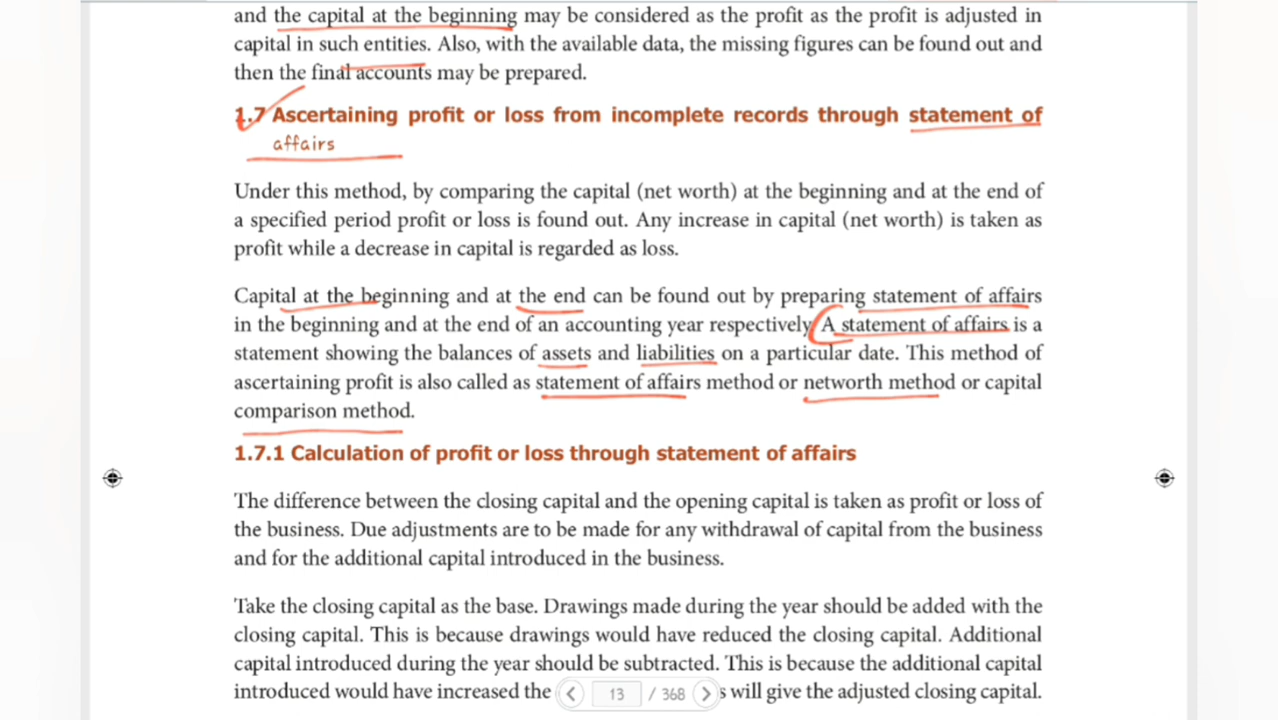 and the capital at the beginning may be considered as the profit as the profit is adjusted in
capital in such entities. Also, with the available data, the missing figures can be found out and
then the final accounts may be prepared.
1.7 Ascertaining profit or loss from incomplete records through statement of
affairs
Under this method, by comparing the capital (net worth) at the beginning and at the end of
a specified period profit or loss is found out. Any increase in capital (net worth) is taken as
profit while a decrease in capital is regarded as loss.
Capital at the beginning and at the end can be found out by preparing statement of affairs
in the beginning and at the end of an accounting year respectively. A statement of affairs is a
statement showing the balances of assets and liabilities on a particular date. This method of
ascertaining profit is also called as statement of affairs method or networth method or capital
comparison method.
1.7.1 Calculation of profit or loss through statement of affairs
The difference between the closing capital and the opening capital is taken as profit or loss of
the business. Due adjustments are to be made for any withdrawal of capital from the business
and for the additional capital introduced in the business.
Take the closing capital as the base. Drawings made during the year should be added with the
closing capital. This is because drawings would have reduced the closing capital. Additional
capital introduced during the year should be subtracted. This is because the additional capital
introduced would have increased the < 13 / 368 > s will give the adjusted closing capital.